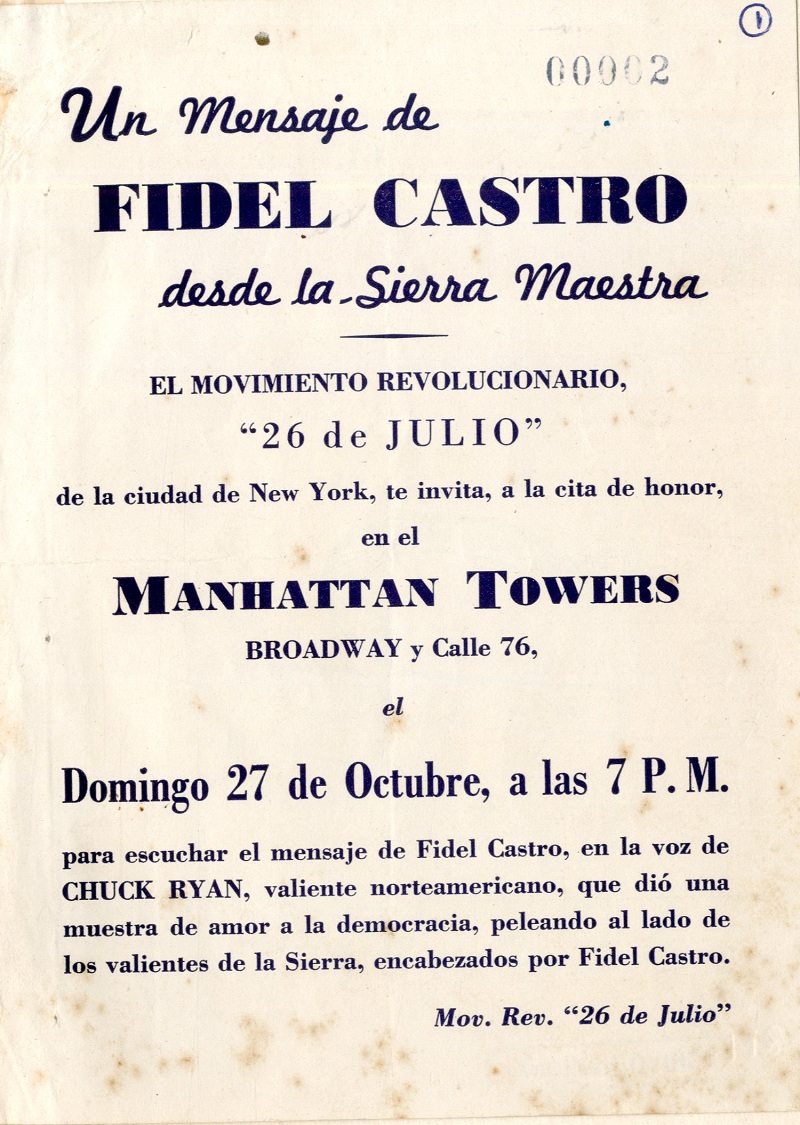 1
00002
Un Mensaje de
FIDEL CASTRO
desde la Sierra Maestra
EL MOVIMIENTO REVOLUCIONARIO,
“26 de JULIO”
de la ciudad de New York, te invita, a la cita de honor,
en el
MANHATTAN TOWERS
BROADWAY y Calle 76,
el
Domingo 27 de Octubre, a las 7 P. M.
para escuchar el mensaje de Fidel Castro, en la voz de
CHUCK RYAN, valiente norteamericano, que dió una
muestra de amor a la democracia, peleando al lado de
los valientes de la Sierra, encabezados por Fidel Castro.
Mov. Rev. “26 de Julio”